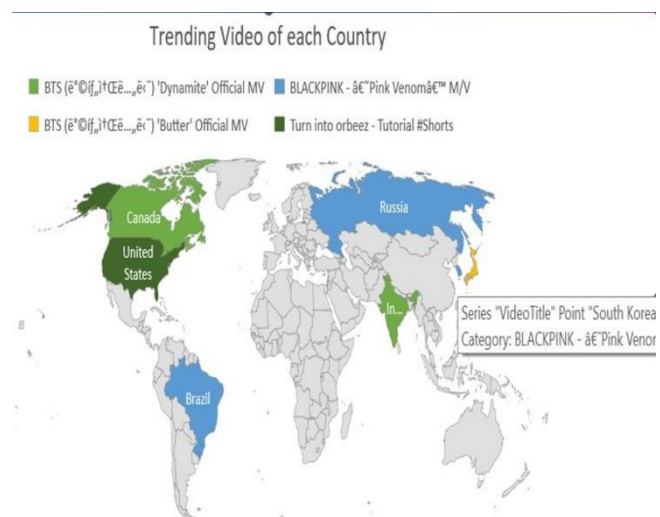 Trending Video of each Country
BTS (ë°©íƒ„ì†Œë…„ë‹¨) 'Dynamite' Official MV
BLACKPINK - â€˜Pink Venomâ€™ M/V
BTS (ë°©íƒ„ì†Œë…„ë‹¨) 'Butter' Official MV
Turn into orbeez - Tutorial #Shorts
Russia
Canada
United
States
In...
Series "VideoTitle" Point "South Korea
Category: BLACKPINK - â€˜Pink Venor
Brazil